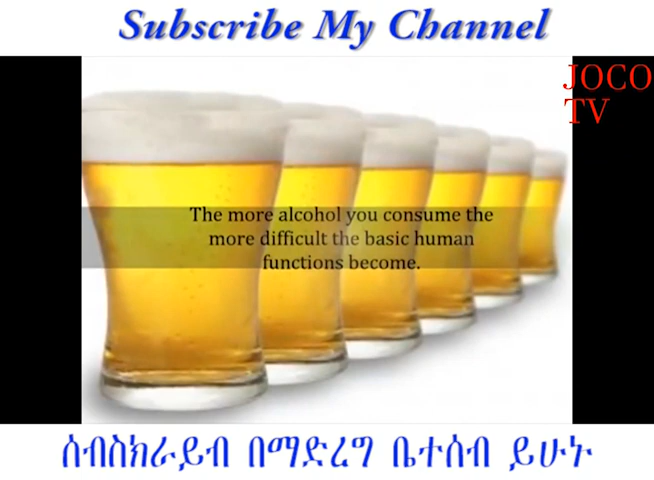 Subscribe My Channel
JOCO
TV
The more alcohol you consume the
more difficult the basic human
functions become.
ሰብስክራይብ በማድረግ ቤተሰብ ይሁኑ